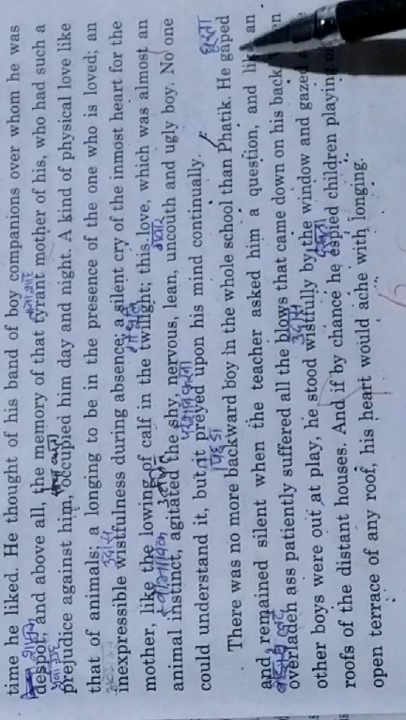 time he liked. He thought of his band of boy companions over whom he was
despot; and above all, the memory of that tyrant mother of his, who had such a
prejudice against him, occupied him day and night. A kind of physical love like
that of animals; a longing to be in the presence of the one who is loved; an
inexpressible wistfulness during absence; a silent cry of the inmost heart for the
mother, like the lowing of calf in the twilight; this love, which was almost an
animal instinct, agitated the shy, nervous, lean, uncouth and ugly boy. No one
could understand it, but it preyed upon his mind continually.
There was no more backward boy in the whole school than Phatik. He gaped
and remained silent when the teacher asked him a question, and like an
overladen ass patiently suffered all the blows that came down on his back
other boys were out at play, he stood wistfully by the window and gazed
roofs of the distant houses. And if by chance he espied children playing
open terrace of any roof, his heart would ache with longing.